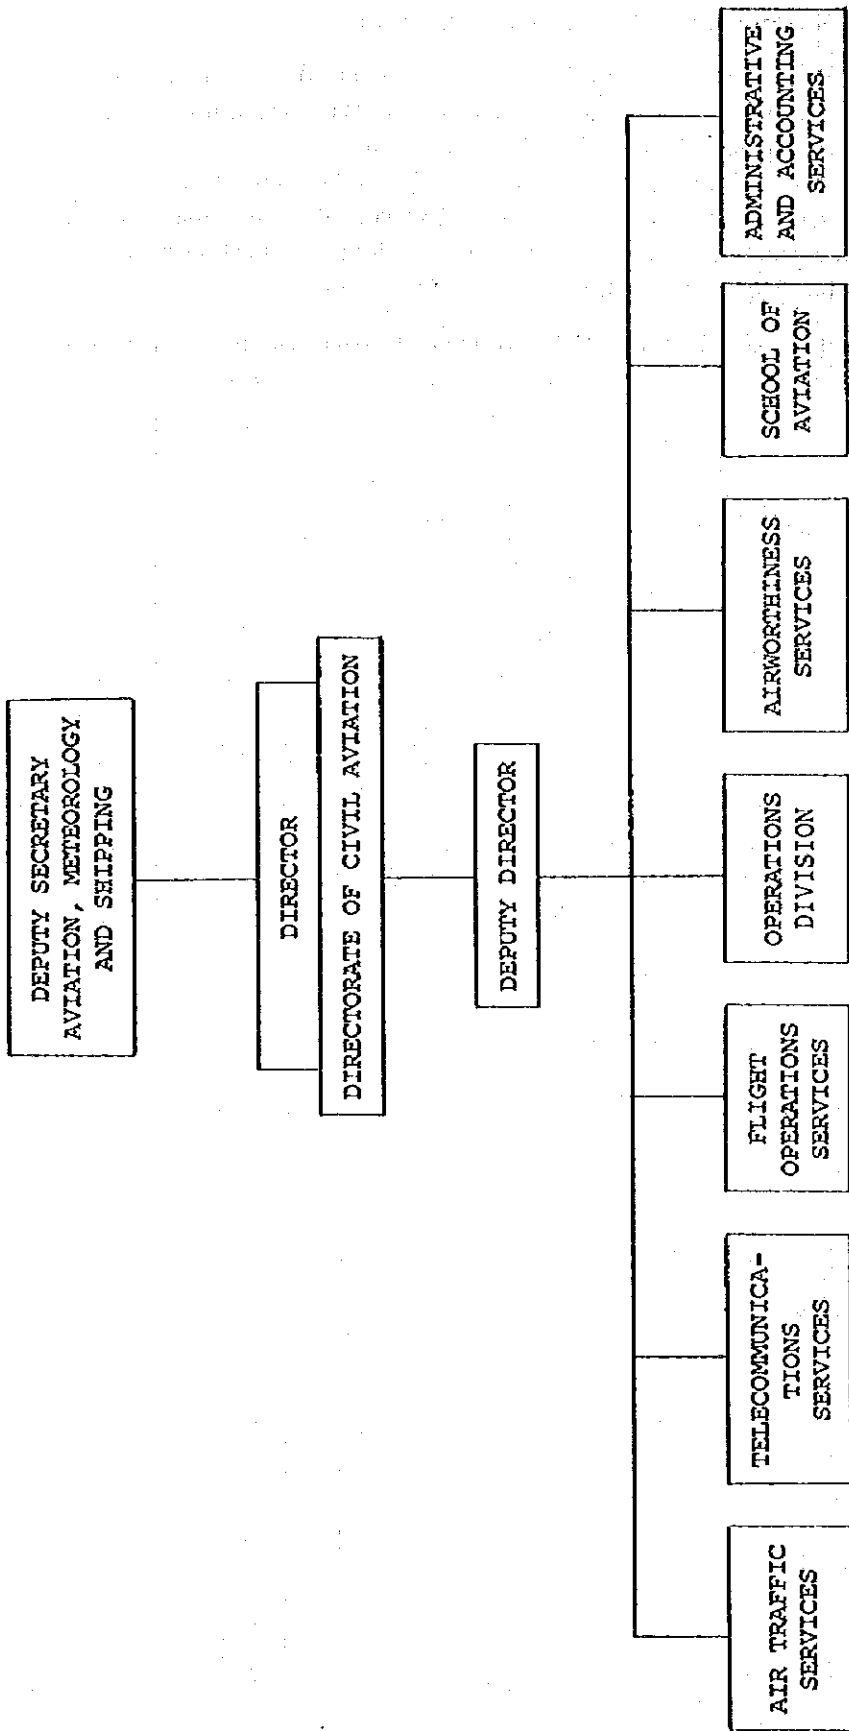 DEPUTY SECRETARY
AVIATION, METEOROLOGY
AND SHIPPING
DIRECTOR
DIRECTORATE OF CIVIL AVIATION
DEPUTY DIRECTOR
AIR TRAFFIC
SERVICES
TELECOMMUNICA-
TIONS
SERVICES
FLIGHT
OPERATIONS
SERVICES
OPERATIONS
DIVISION
AIRWORTHINESS
SERVICES
SCHOOL OF
AVIATION
ADMINISTRATIVE
AND ACCOUNTING
SERVICES